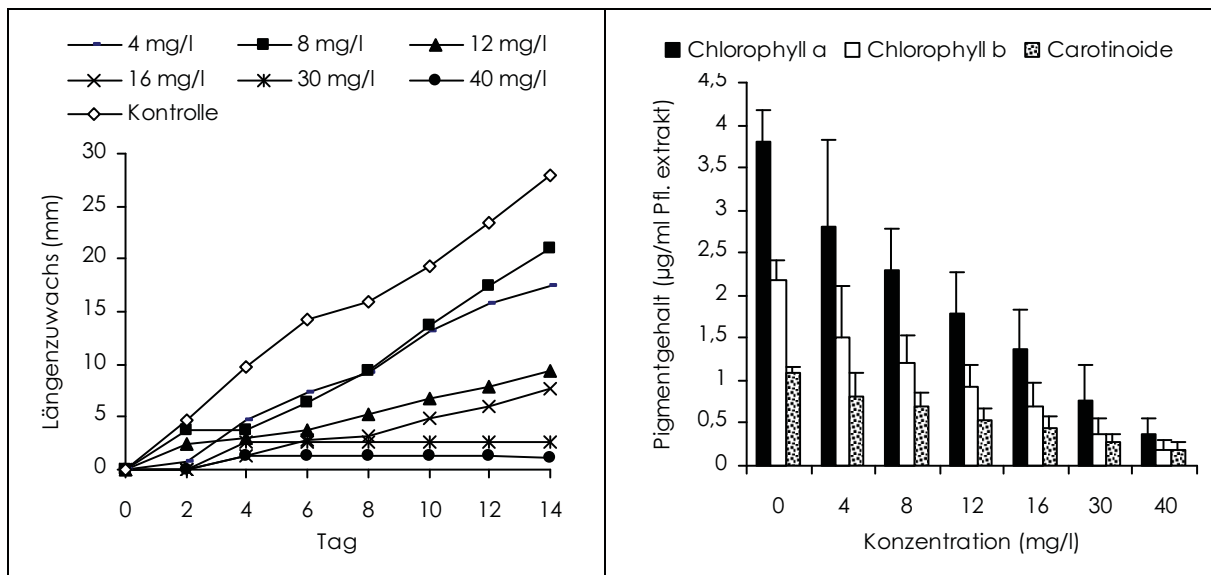 4 mg/l 8 mg/l 12 mg/l
16 mg/l 30 mg/l 40 mg/l
Kontrolle
30
25
20
15
10
5
0
0 2 4 6 8 10 12 14
Längenzuwachs (mm)
Tag
Chlorophyll a Chlorophyll b Carotinoide
4,5
4
3,5
3
2,5
2
1,5
1
0,5
0
0 4 8 12 16 30 40
Pigmentgehalt (µg/ml Pfl. extrakt)
Konzentration (mg/l)